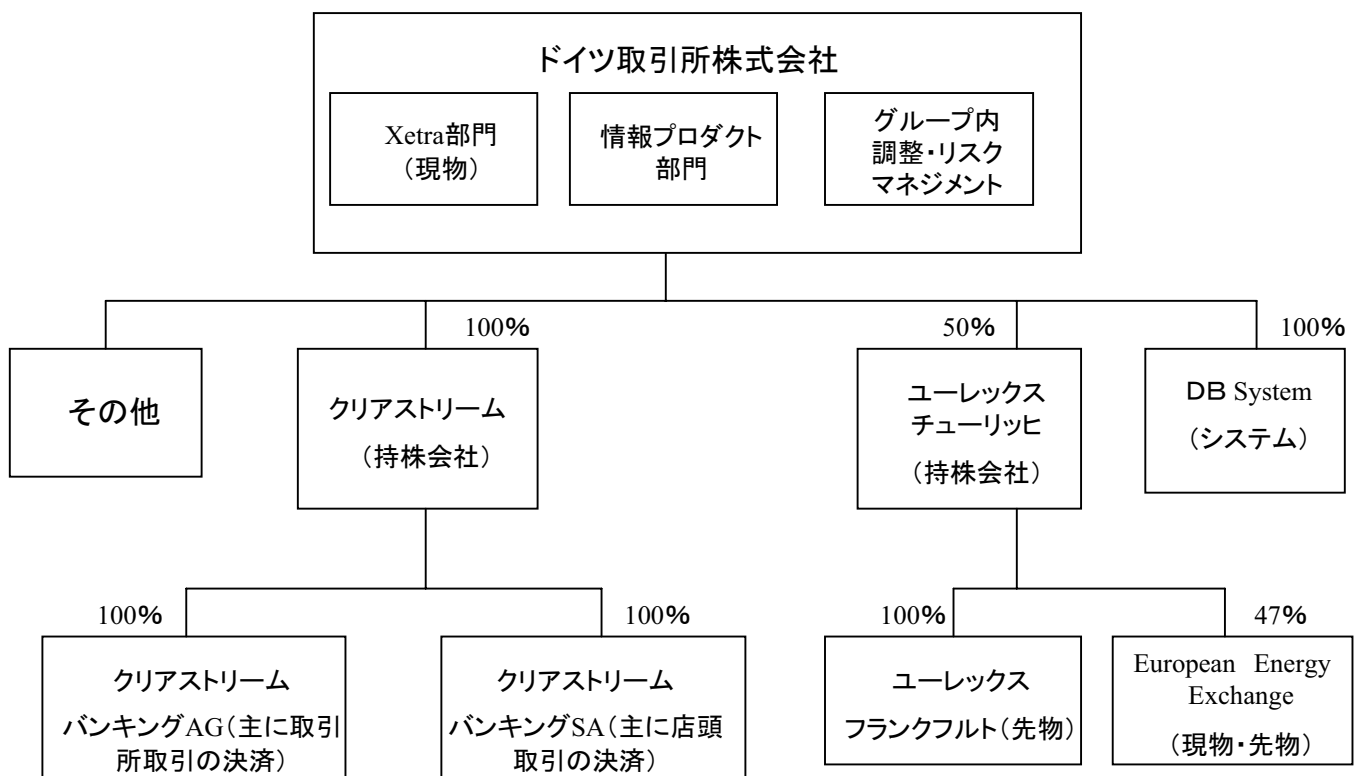 ドイツ取引所株式会社
Xetra部門
（現物）
情報プロダクト
部門
グループ内
調整・リスク
マネジメント
100％
50％
100％
その他
クリアストリーム
（持株会社）
ユーレックス
チューリッヒ
（持株会社）
ＤＢ System
（システム）
100％
100％
100％
47％
クリアストリーム
バンキングAG（主に取引
所取引の決済）
クリアストリーム
バンキングSA（主に店頭
取引の決済）
ユーレックス
フランクフルト（先物）
European Energy
Exchange
（現物・先物）